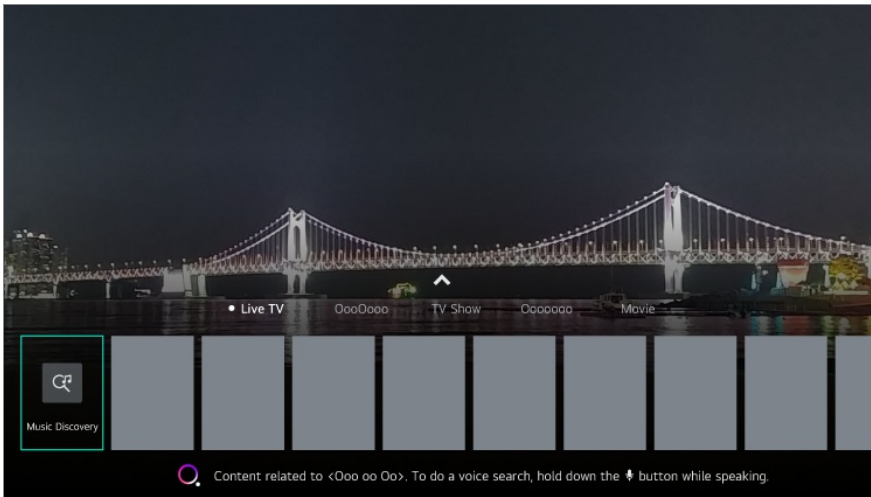 Live TV
OooOooo
TV Show
Ooooooo
Movie
Music Discovery
Content related to <Ooo oo Oo>. To do a voice search, hold down the button while speaking.